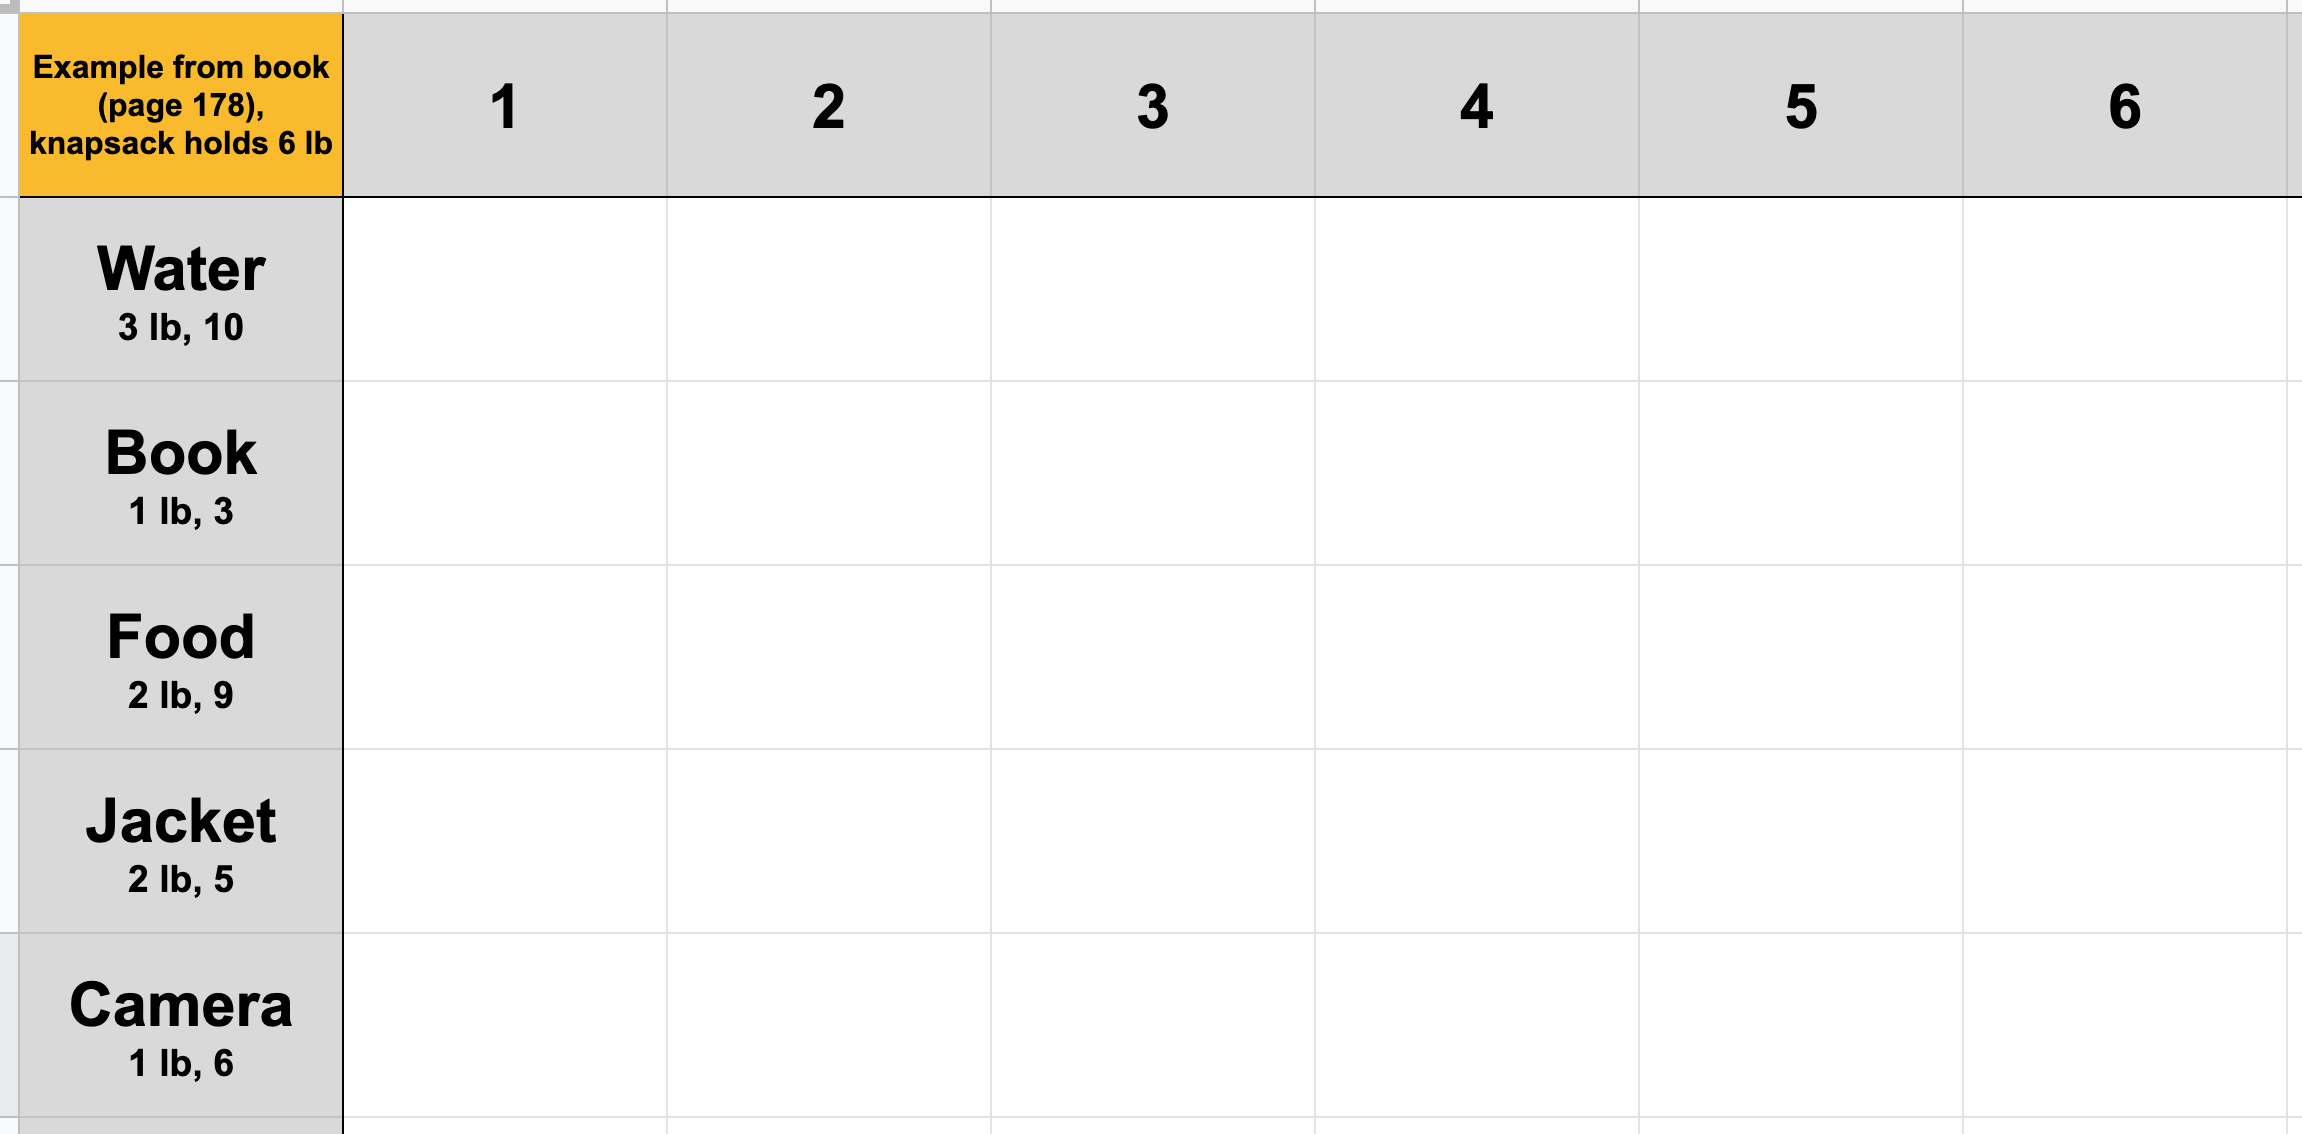 Example from book
(page 178),
knapsack holds 6 lb
1
2
3
4
5
6
Water
3 lb, 10
Book
1 lb, 3
Food
2 lb, 9
Jacket
2 lb, 5
Camera
1 lb, 6